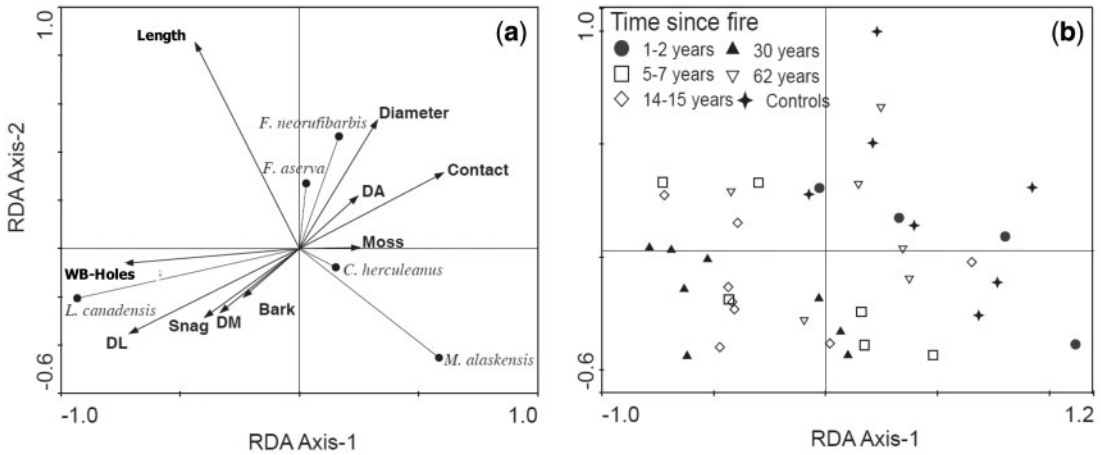 1.0
Length
(a)
F. neorufibarbis
Diameter
F. aserva
Contact
DA
RDA Axis-2
Moss
WB-Holes
C. herculeanus
L. canadensis
Bark
Snag
DM
DL
M. alaskensis
-0.6
-1.0
1.0
RDA Axis-1
1.0
Time since fire
(b)
1-2 years
30 years
5-7 years
62 years
14-15 years
Controls
-0.6
-1.0
1.2
RDA Axis-1